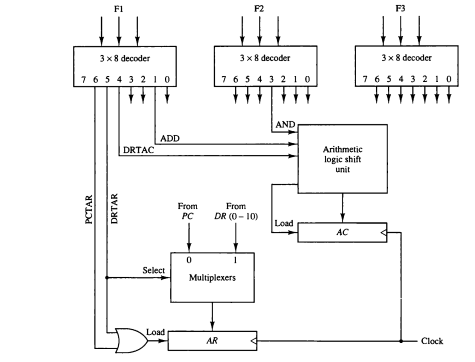 F1 F2 F3
3 × 8 decoder 3 × 8 decoder 3 × 8 decoder
7 6 5 4 3 2 1 0 7 6 5 4 3 2 1 0 7 6 5 4 3 2 1 0
AND
ADD
DRTAC
Arithmetic
logic shift
unit
PCTAR
DRTAR
From
PC
From
DR (0 – 10)
Load
AC
0 1
Select
Multiplexers
Load
AR
Clock